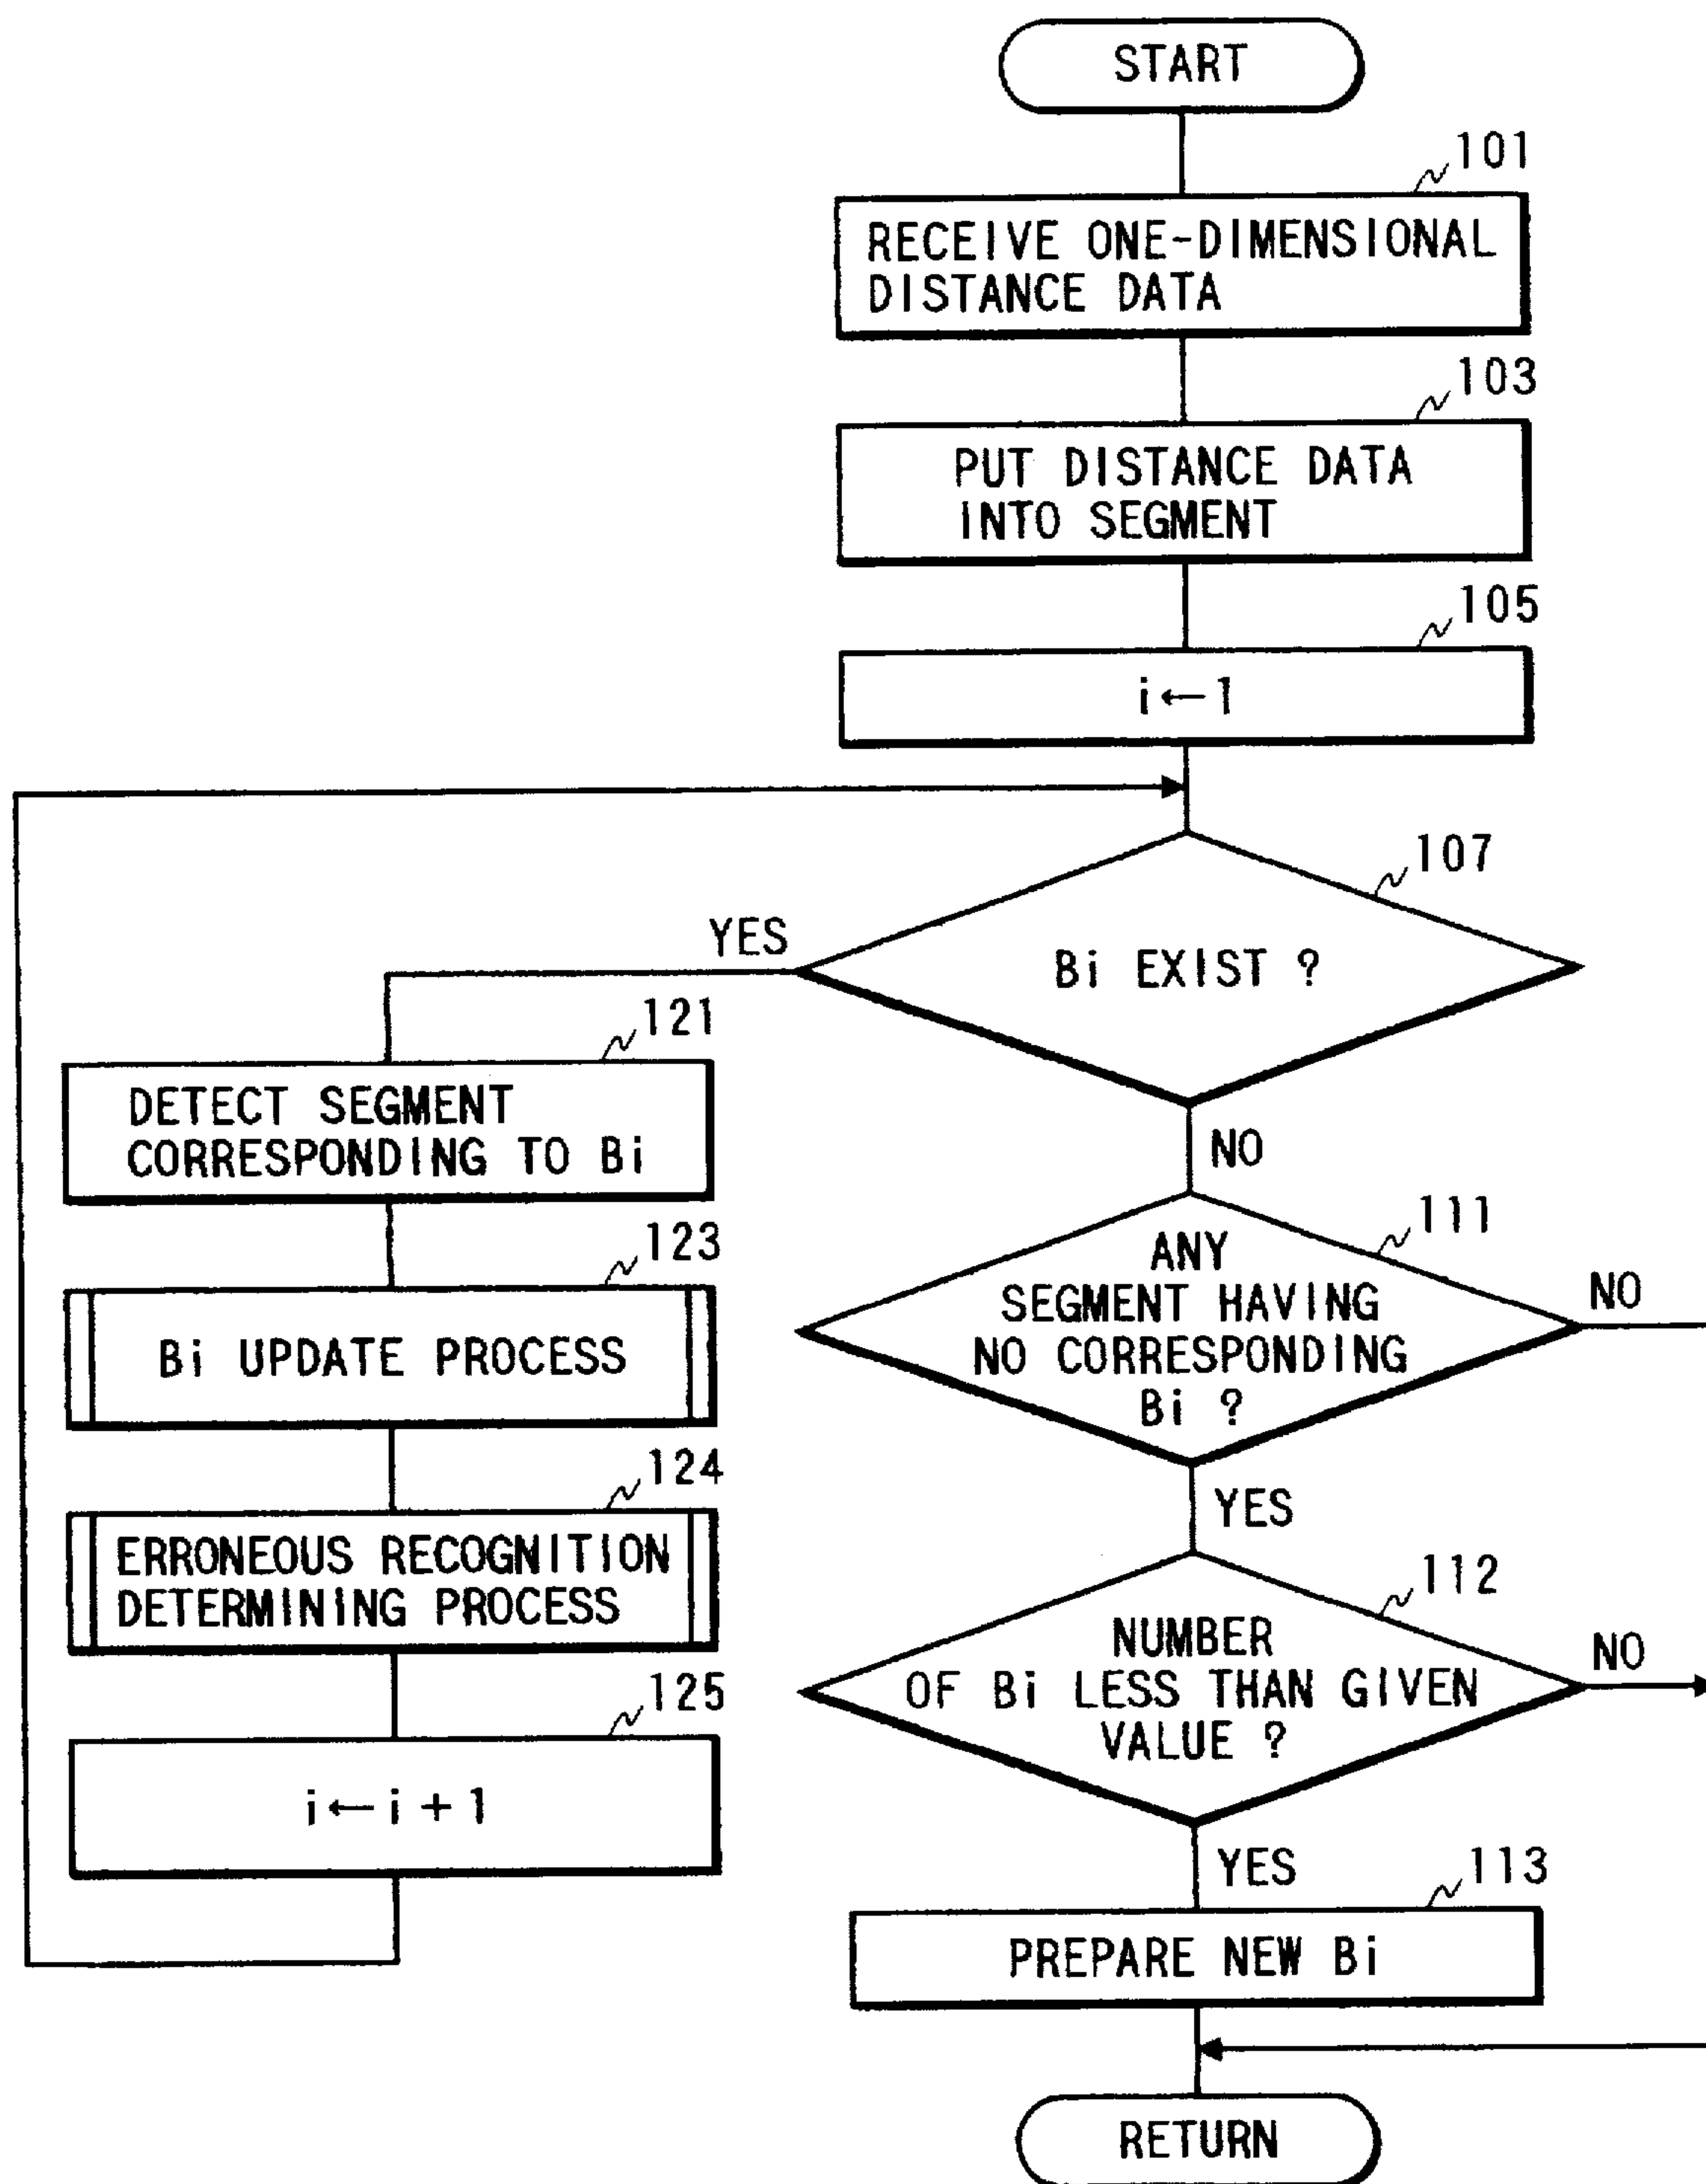 START
101
RECEIVE ONE-DIMENSIONAL
DISTANCE DATA
103
PUT DISTANCE DATA
INTO SEGMENT
105
i←1
107
Bi EXIST ?
YES
NO
121
DETECT SEGMENT
CORRESPONDING TO Bi
123
Bi UPDATE PROCESS
124
ERRONEOUS RECOGNITION
DETERMINING PROCESS
125
i←i+1
111
ANY
SEGMENT HAVING
NO CORRESPONDING
Bi ?
NO
YES
112
NUMBER
OF Bi LESS THAN GIVEN
VALUE ?
NO
YES
113
PREPARE NEW Bi
RETURN